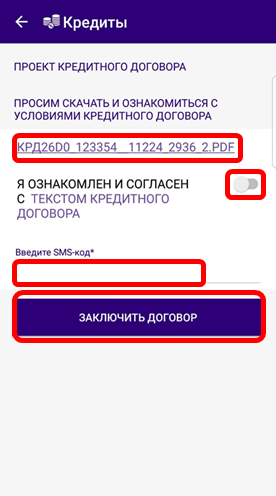 Кредиты
ПРОЕКТ КРЕДИТНОГО ДОГОВОРА
ПРОСИМ СКАЧАТЬ И ОЗНАКОМИТЬСЯ С
УСЛОВИЯМИ КРЕДИТНОГО ДОГОВОРА
КРД26D0_123354__11224_2936_2.PDF
Я ОЗНАКОМЛЕН И СОГЛАСЕН
С ТЕКСТОМ КРЕДИТНОГО
ДОГОВОРА
Введите SMS-код*
ЗАКЛЮЧИТЬ ДОГОВОР